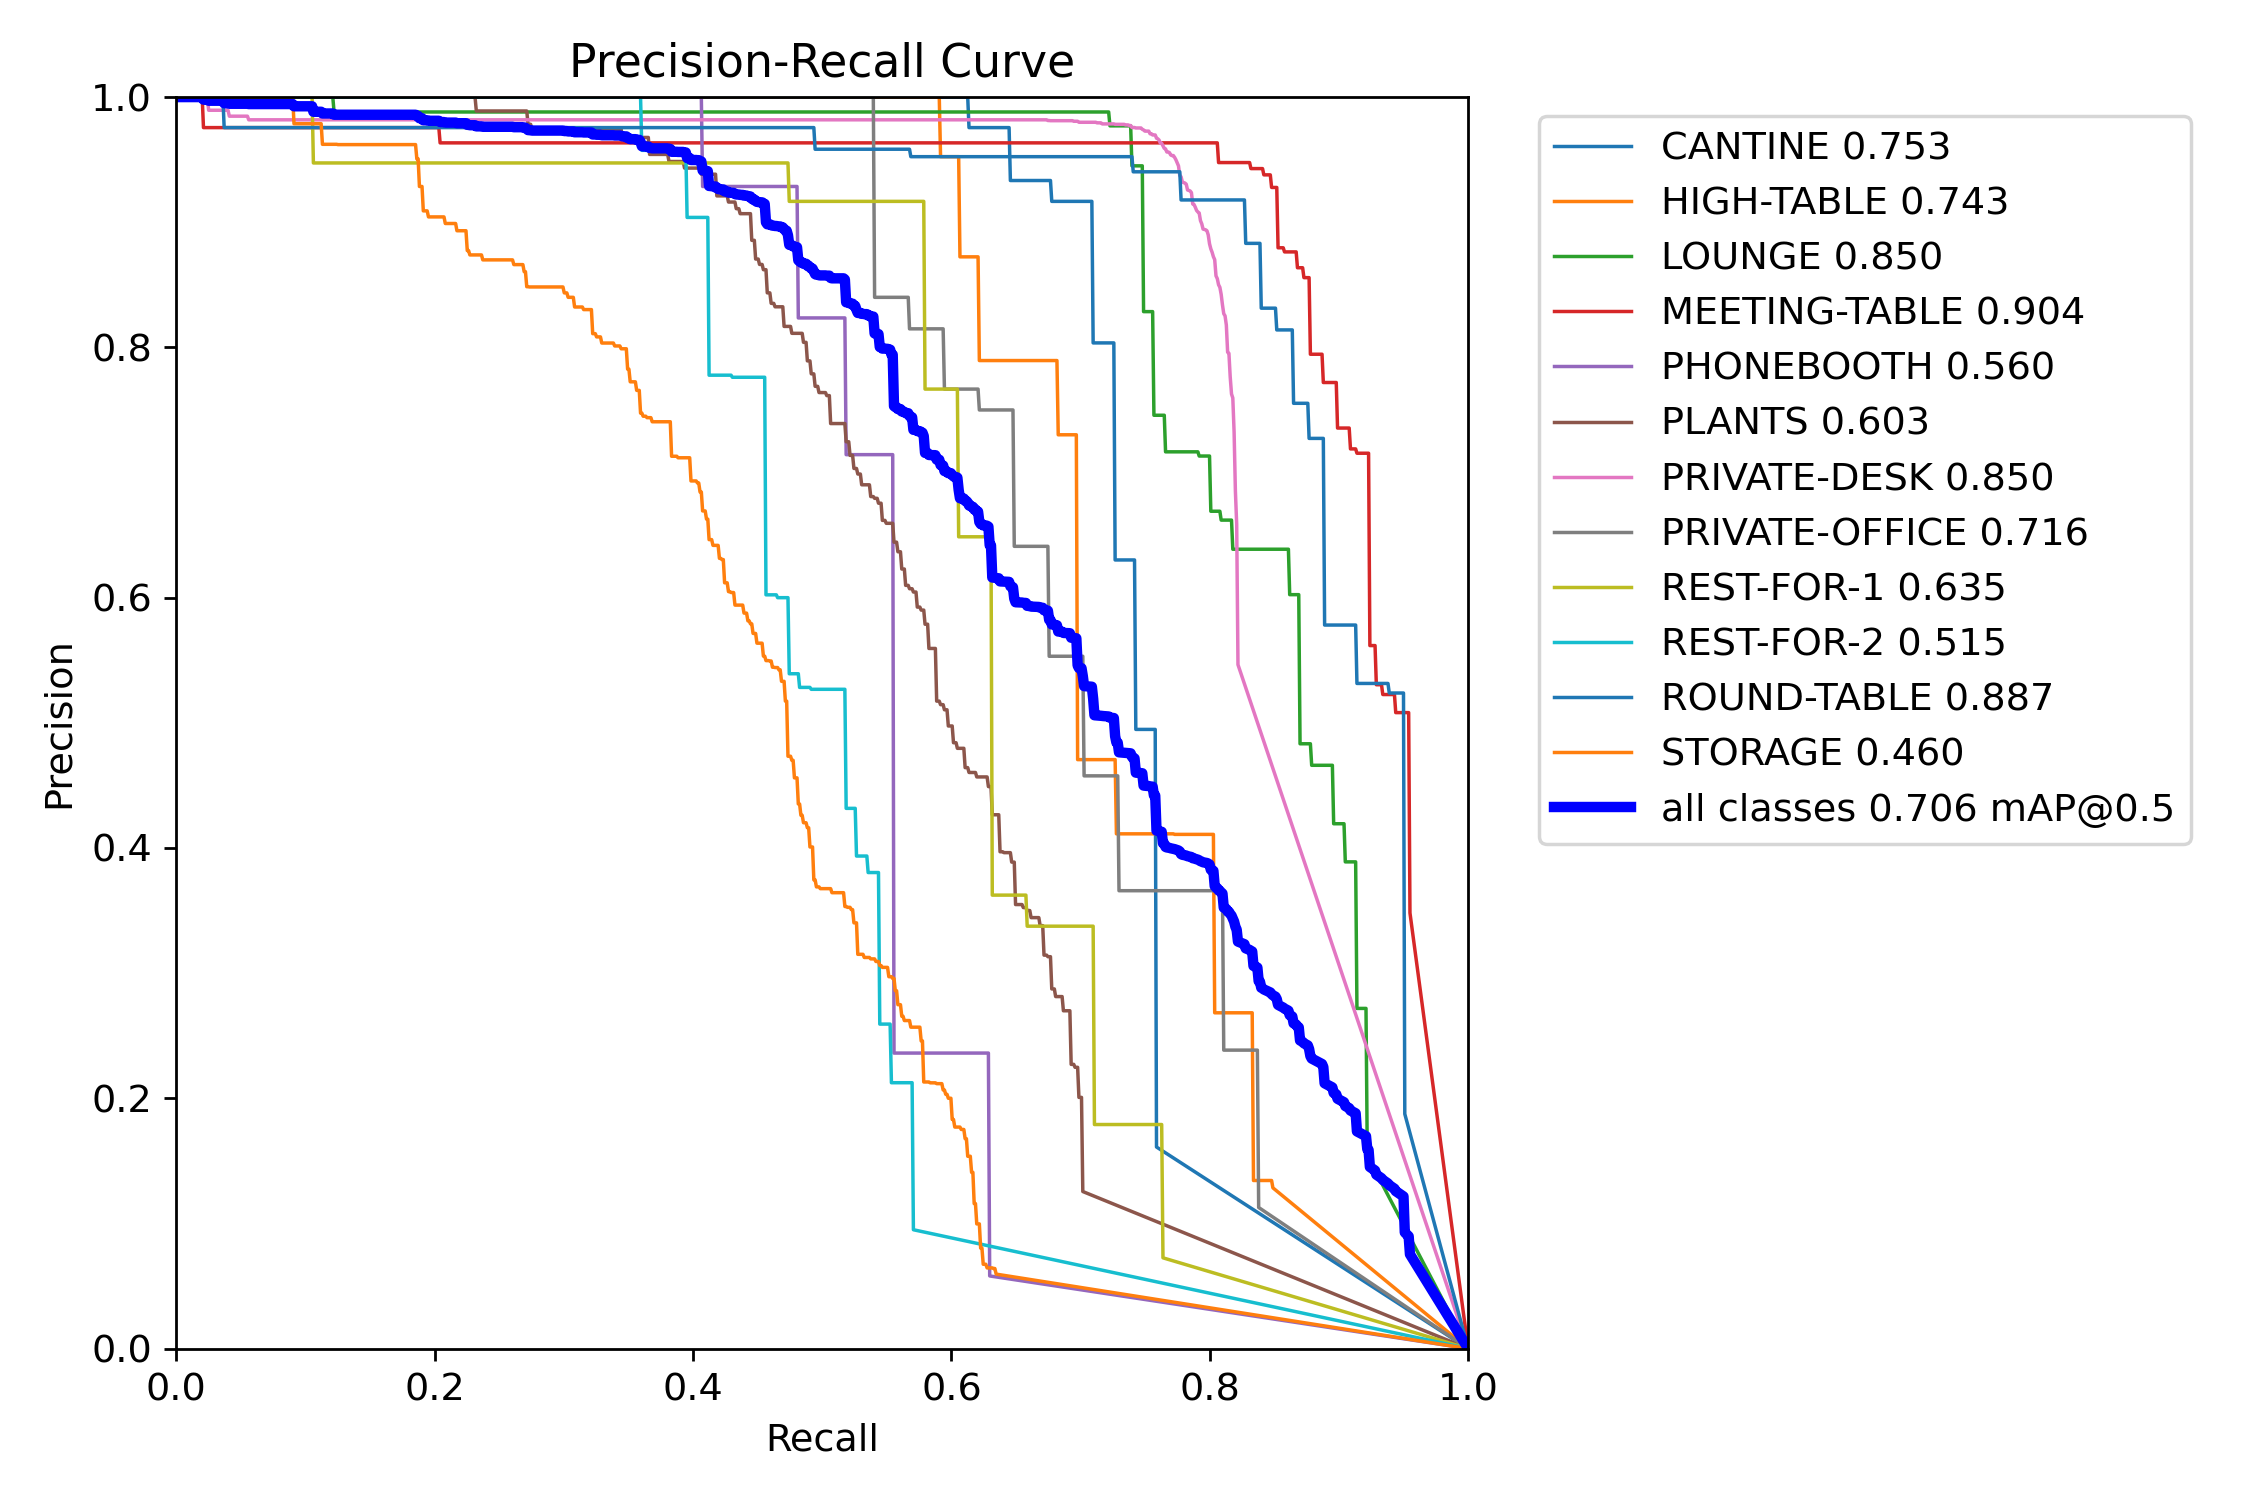 Precision-Recall Curve
1.0
0.8
0.6
0.4
0.2
0.0
Precision
0.0 0.2 0.4 0.6 0.8 1.0
Recall
CANTINE 0.753
HIGH-TABLE 0.743
LOUNGE 0.850
MEETING-TABLE 0.904
PHONEBOOTH 0.560
PLANTS 0.603
PRIVATE-DESK 0.850
PRIVATE-OFFICE 0.716
REST-FOR-1 0.635
REST-FOR-2 0.515
ROUND-TABLE 0.887
STORAGE 0.460
all classes 0.706 mAP@0.5